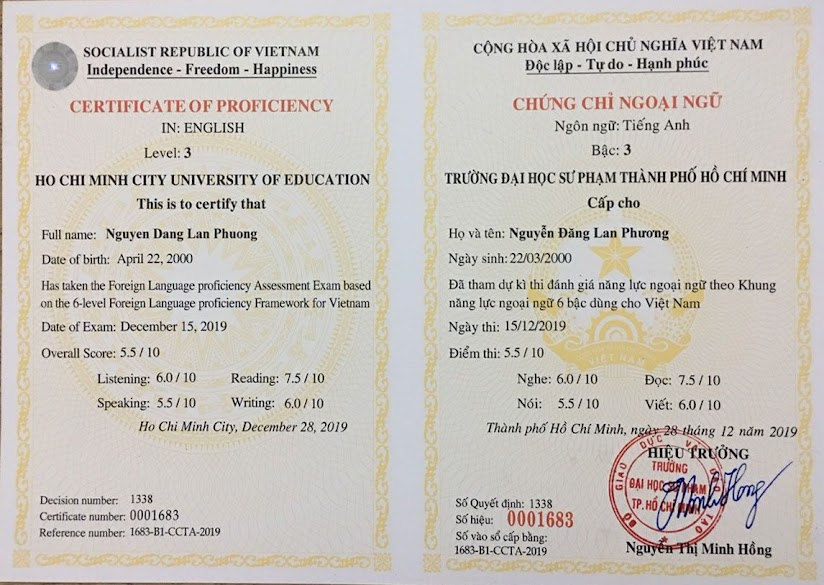 SOCIALIST REPUBLIC OF VIETNAM
Independence - Freedom - Happiness
CERTIFICATE OF PROFICIENCY
IN: ENGLISH
Level: 3
HO CHI MINH CITY UNIVERSITY OF EDUCATION
This is to certify that
Full name: Nguyen Dang Lan Phuong
Date of birth: April 22, 2000
Has taken the Foreign Language proficiency Assessment Exam based
on the 6-level Foreign Language proficiency Framework for Vietnam
Date of Exam: December 15, 2019
Overall Score: 5.5 / 10
Listening: 6.0 / 10 Reading: 7.5 / 10
Speaking: 5.5 / 10 Writing: 6.0 / 10
Ho Chi Minh City, December 28, 2019
Decision number: 1338
Certificate number: 0001683
Reference number: 1683-B1-CCTA-2019
CỘNG HÒA XÃ HỘI CHỦ NGHĨA VIỆT NAM
Độc lập - Tự do - Hạnh phúc
CHỨNG CHỈ NGOẠI NGỮ
Ngôn ngữ: Tiếng Anh
Bậc: 3
TRƯỜNG ĐẠI HỌC SƯ PHẠM THÀNH PHỐ HỒ CHÍ MINH
Cấp cho
Họ và tên: Nguyễn Đăng Lan Phương
Ngày sinh: 22/03/2000
Đã tham dự kì thi đánh giá năng lực ngoại ngữ theo Khung
năng lực ngoại ngữ 6 bậc dùng cho Việt Nam
VIỆT NAM
Ngày thi: 15/12/2019
Điểm thi: 5.5 / 10
Nghe: 6.0 / 10 Đọc: 7.5 / 10
Nói: 5.5 / 10 Viết: 6.0 / 10
Thành phố Hồ Chí Minh, ngày 28 tháng 12 năm 2019
HIỆU TRƯỞNG
BỘ GIÁO DỤC VÀ ĐÀO TẠO
TRƯỜNG
ĐẠI HỌC SƯ PHẠM
TP. HỒ CHÍ MINH
Số Quyết định: 1338
Số hiệu: 0001683
Số vào sổ cấp bằng:
1683-B1-CCTA-2019
Nguyễn Thị Minh Hồng